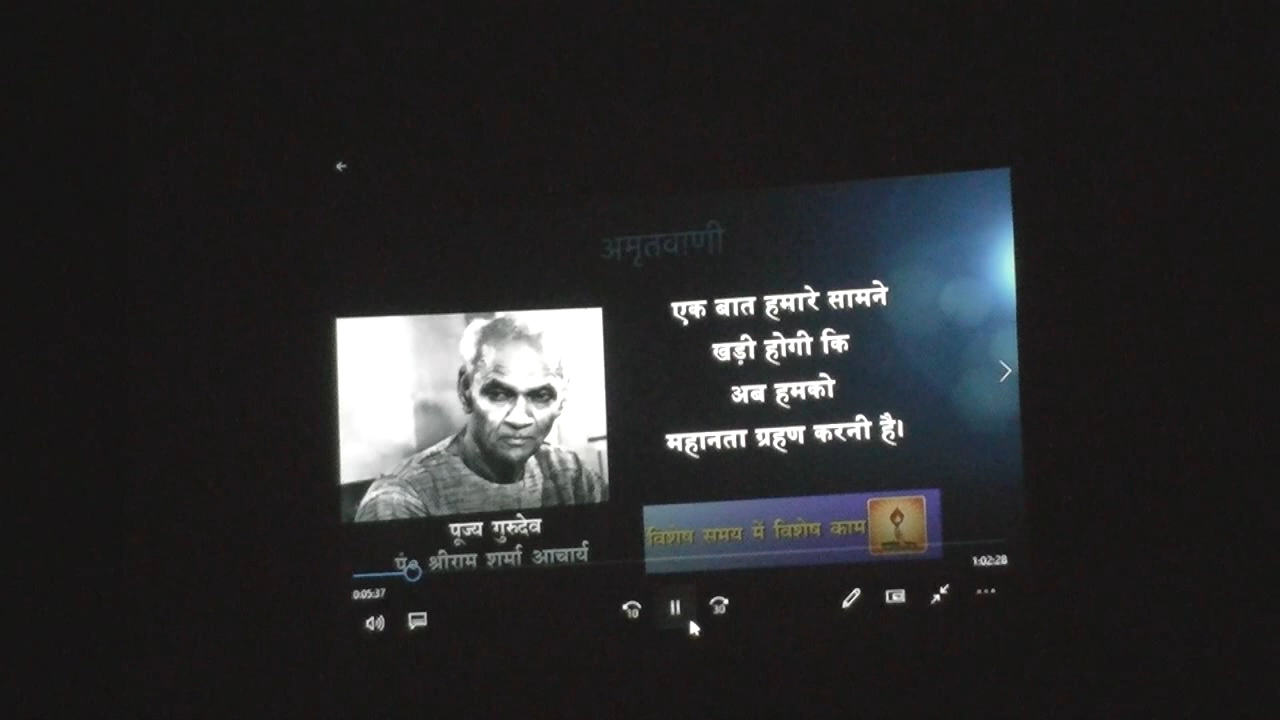 अमृतवाणी
एक बात हमारे सामने
खड़ी होगी कि
अब हमको
महानता ग्रहण करनी है।
पूज्य गुरुदेव
पं० श्रीराम शर्मा आचार्य
विशेष समय में विशेष काम
0:05:37
1:02:28
10
30